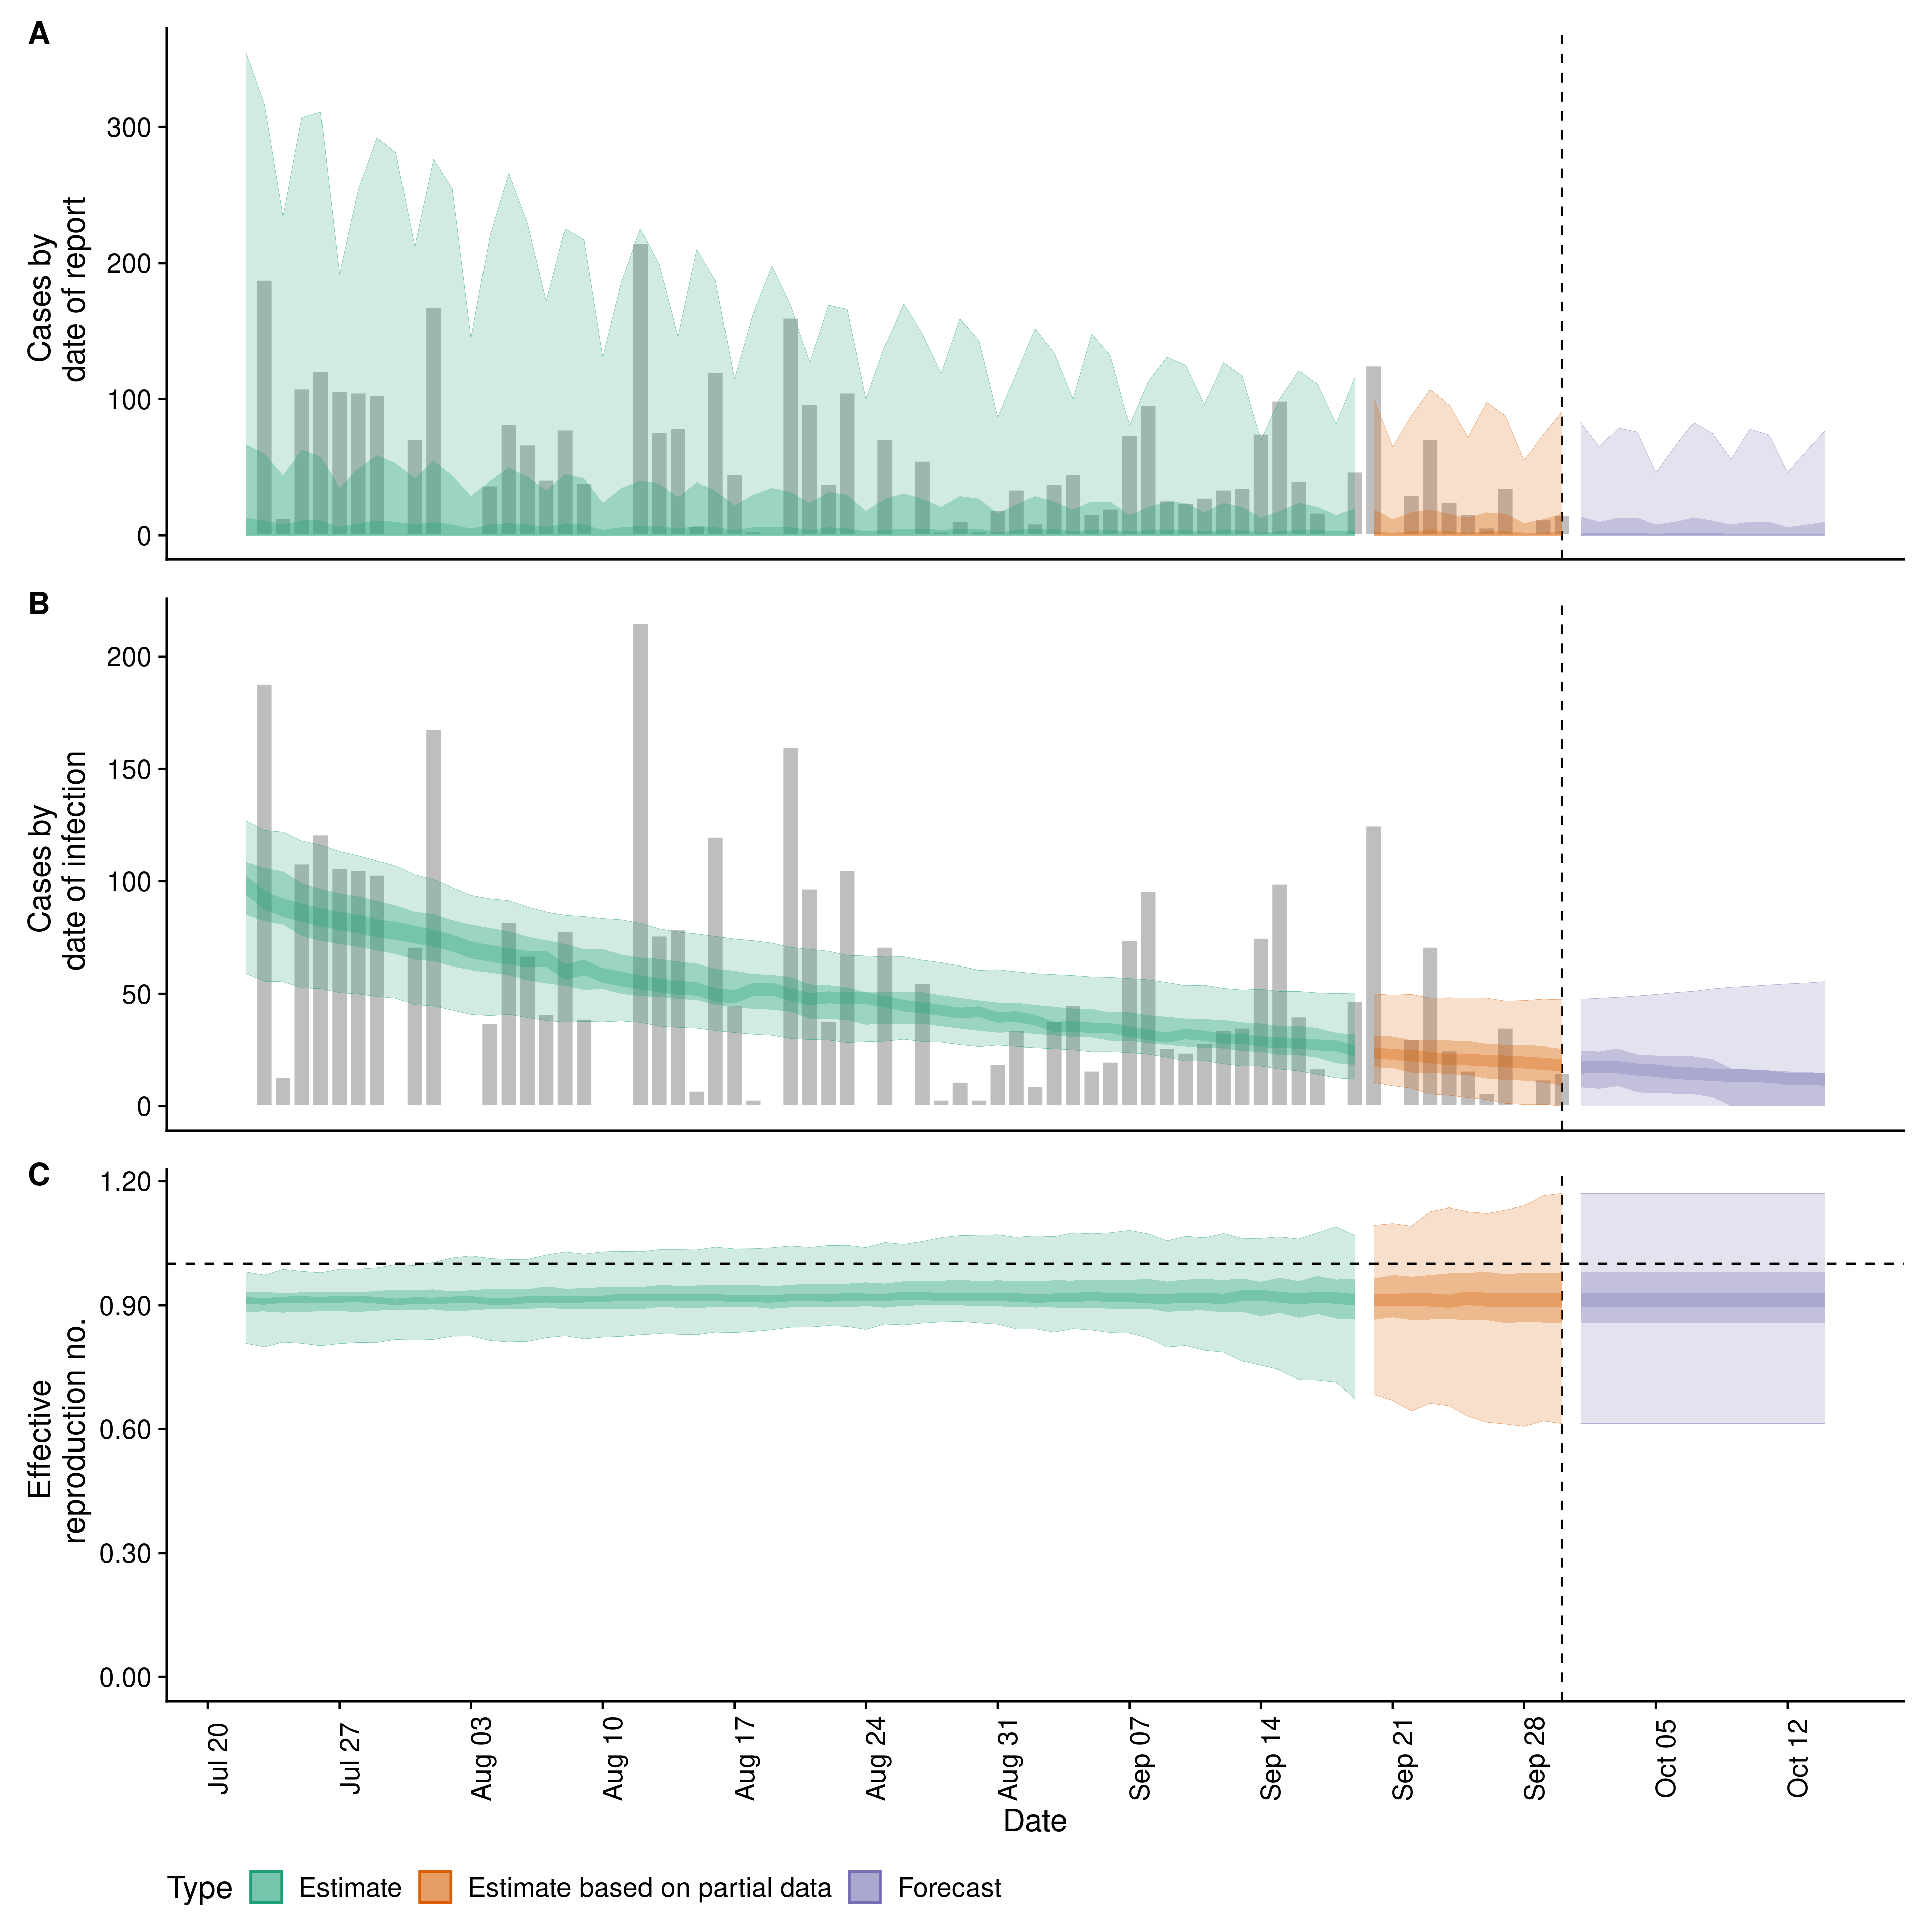 A
Cases by
date of report
300
200
100
0
B
Cases by
date of infection
200
150
100
50
0
C
Effective
reproduction no.
1.20
0.90
0.60
0.30
0.00
Jul 20
Jul 27
Aug 03
Aug 10
Aug 17
Aug 24
Aug 31
Sep 07
Sep 14
Sep 21
Sep 28
Oct 05
Oct 12
Date
Type Estimate Estimate based on partial data Forecast